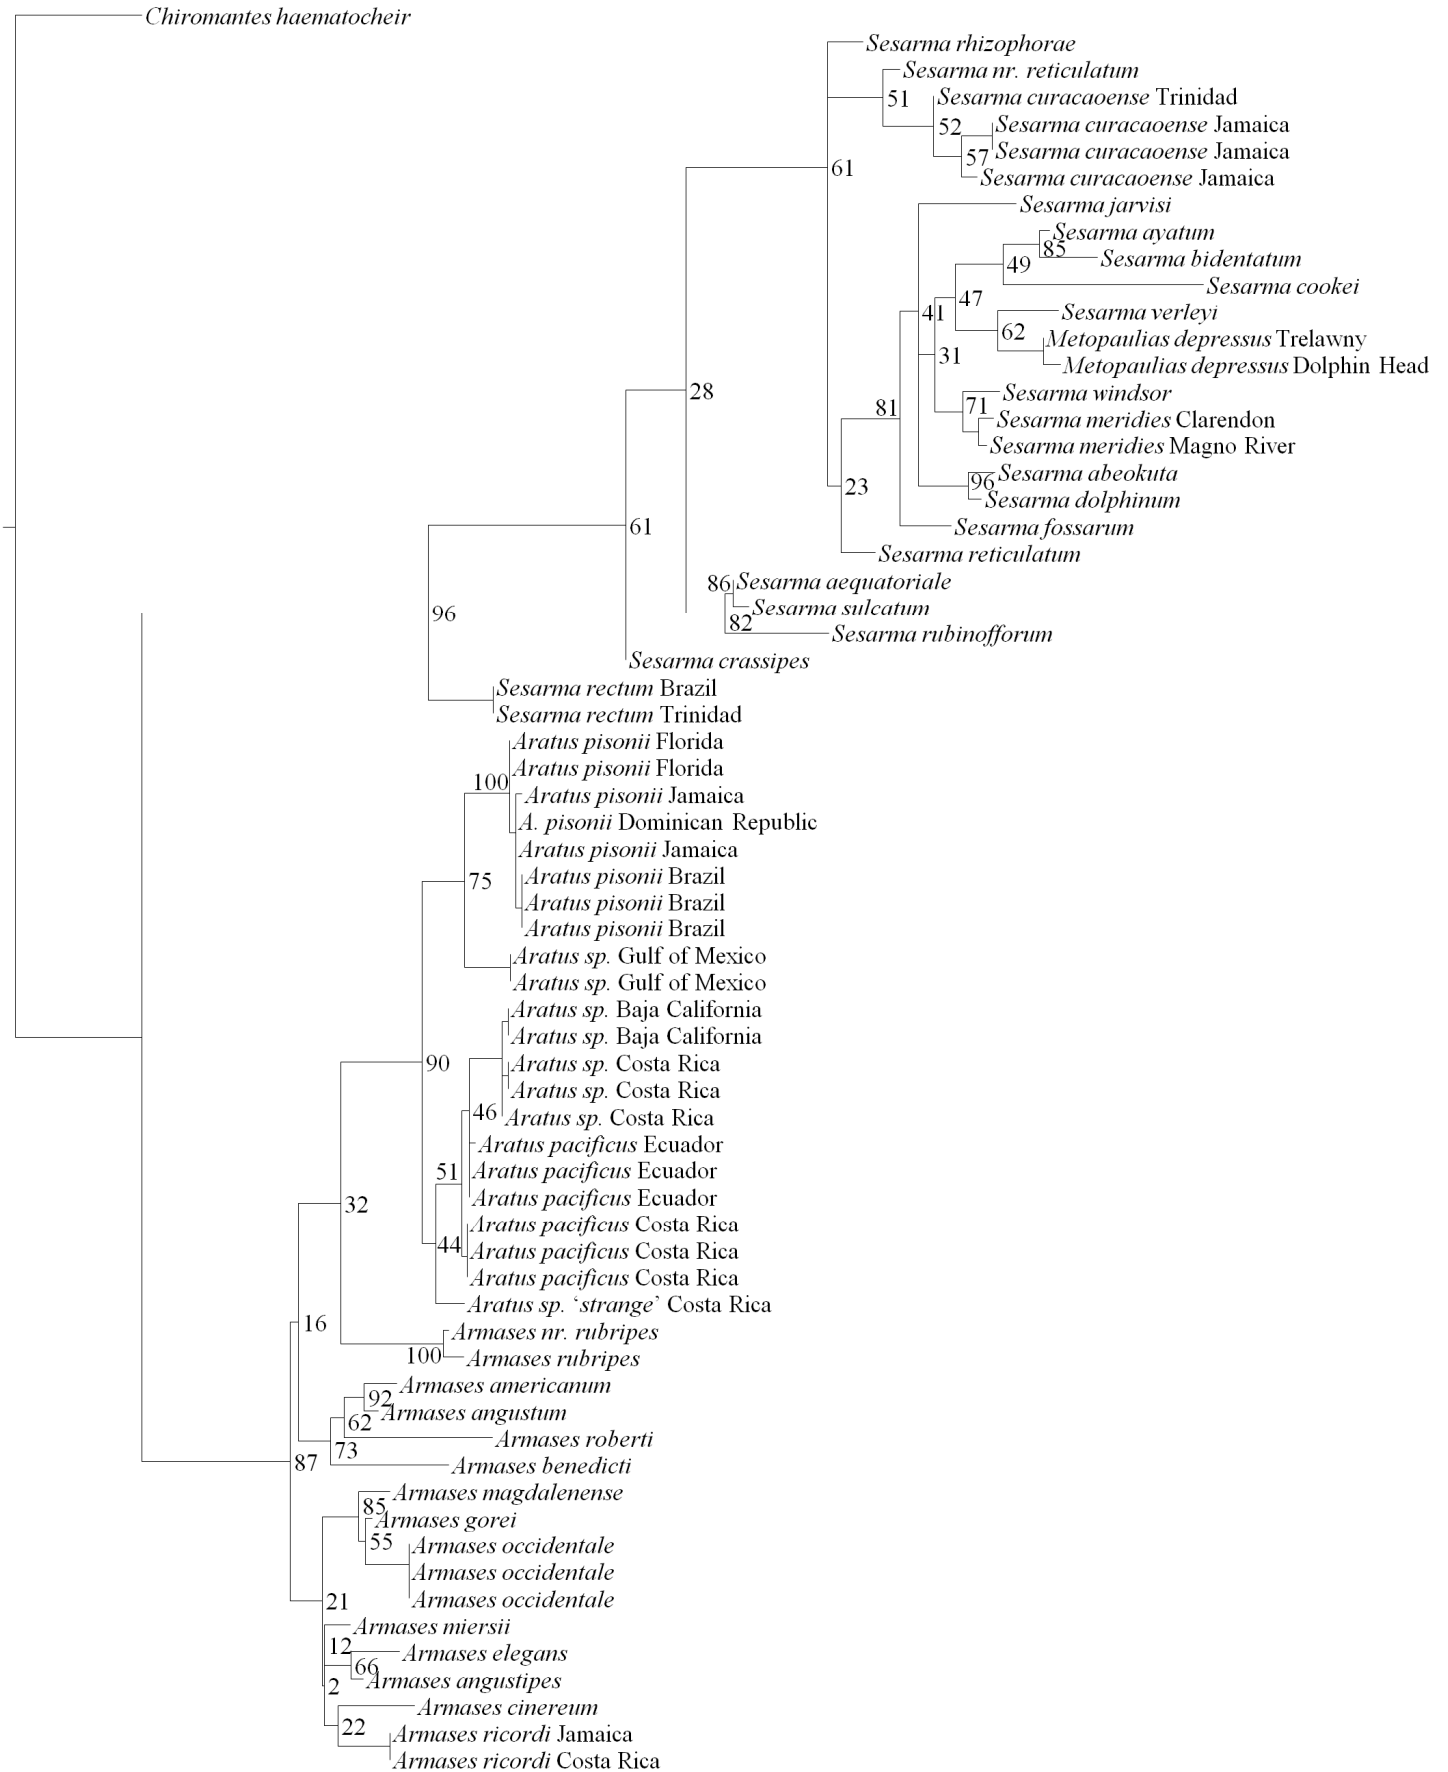 Chiromantes haematocheir
Sesarma rhizophorae
Sesarma nr. reticulatum
51
Sesarma curacaoense Trinidad
52
Sesarma curacaoense Jamaica
Sesarma curacaoense Jamaica
57
61
Sesarma curacaoense Jamaica
Sesarma jarvisi
Sesarma ayatum
85
Sesarma bidentatum
49
Sesarma cookei
47
41
Sesarma verleyi
62
Metopaulias depressus Trelawny
31
Metopaulias depressus Dolphin Head
28
Sesarma windsor
71
81
Sesarma meridies Clarendon
Sesarma meridies Magno River
Sesarma abeokuta
96
23
Sesarma dolphinum
61
Sesarma fossarum
Sesarma reticulatum
86
Sesarma aequatoriale
Sesarma sulcatum
96
82
Sesarma rubinofforum
Sesarma crassipes
Sesarma rectum Brazil
Sesarma rectum Trinidad
Aratus pisonii Florida
Aratus pisonii Florida
100
Aratus pisonii Jamaica
A. pisonii Dominican Republic
Aratus pisonii Jamaica
75
Aratus pisonii Brazil
Aratus pisonii Brazil
Aratus pisonii Brazil
Aratus sp. Gulf of Mexico
Aratus sp. Gulf of Mexico
Aratus sp. Baja California
Aratus sp. Baja California
90
Aratus sp. Costa Rica
Aratus sp. Costa Rica
46
Aratus sp. Costa Rica
Aratus pacificus Ecuador
51
Aratus pacificus Ecuador
Aratus pacificus Ecuador
32
Aratus pacificus Costa Rica
44
Aratus pacificus Costa Rica
Aratus pacificus Costa Rica
Aratus sp. ‘strange’ Costa Rica
16
Armases nr. rubripes
100
Armases rubripes
Armases americanum
92
Armases angustum
62
Armases roberti
73
87
Armases benedicti
Armases magdalenense
85
Armases gorei
55
Armases occidentale
Armases occidentale
Armases occidentale
21
Armases miersii
12
Armases elegans
66
Armases angustipes
2
Armases cinereum
22
Armases ricordi Jamaica
Armases ricordi Costa Rica